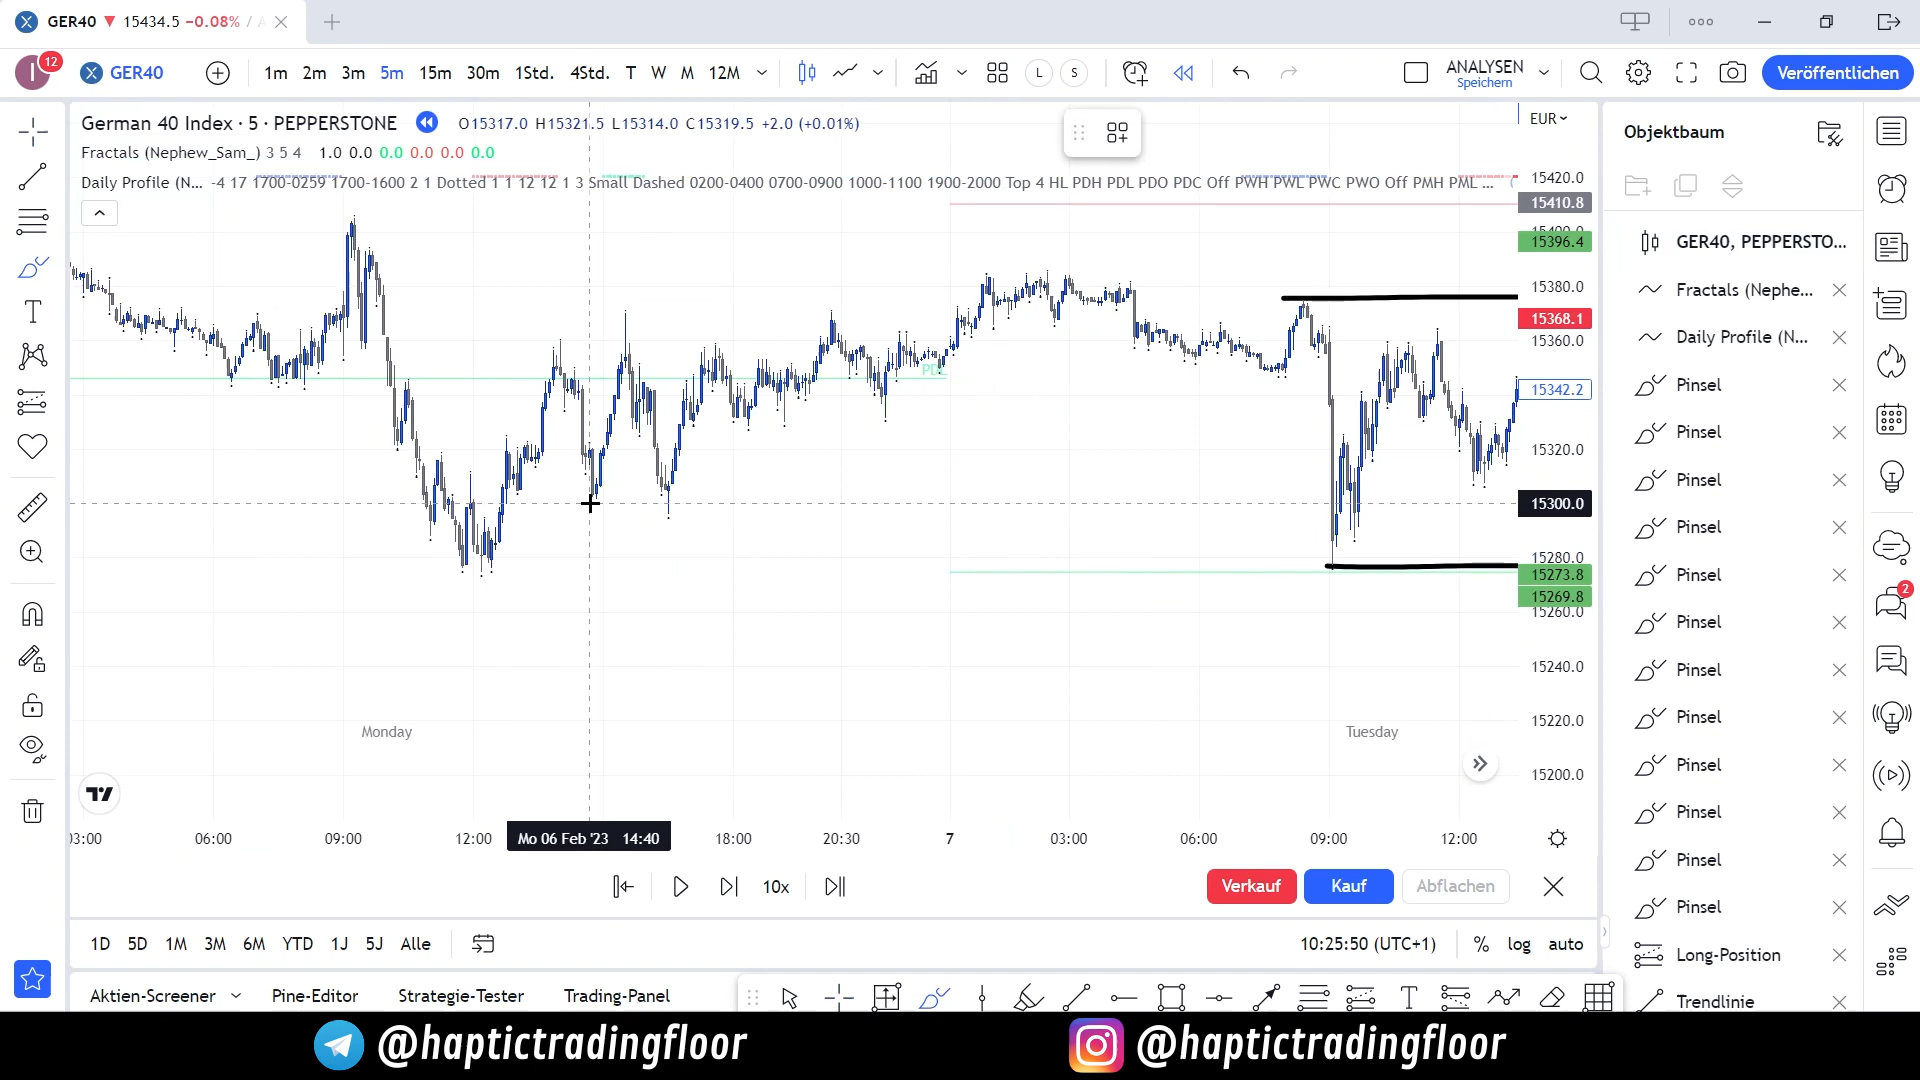 GER40 ▼ 15434.5 −0.08% /
12
I
GER40
1m 2m 3m 5m 15m 30m 1Std. 4Std. T W M 12M
L S
ANALYSEN
Speichern
Veröffentlichen
German 40 Index · 5 · PEPPERSTONE O15317.0 H15321.5 L15314.0 C15319.5 +2.0 (+0.01%)
EUR
Fractals (Nephew_Sam_) 3 5 4 1.0 0.0 0.0 0.0 0.0 0.0
Daily Profile (N... -4 17 1700-0259 1700-1600 2 1 Dotted 1 1 12 12 1 3 Small Dashed 0200-0400 0700-0900 1000-1100 1900-2000 Top 4 HL PDH PDL PDO PDC Off PWH PWL PWC PWO Off PMH PML ...
15420.0
15410.8
15400.0
15396.4
15380.0
15368.1
15360.0
15342.2
15320.0
15300.0
15280.0
15273.8
15269.8
15260.0
15240.0
15220.0
15200.0
PDL
Monday
Tuesday
03:00 06:00 09:00 12:00 Mo 06 Feb '23 14:40 18:00 20:30 7 03:00 06:00 09:00 12:00
10x
Verkauf
Kauf
Abflachen
1D 5D 1M 3M 6M YTD 1J 5J Alle
10:25:50 (UTC+1) % log auto
Aktien-Screener Pine-Editor Strategie-Tester Trading-Panel
T
Objektbaum
GER40, PEPPERSTO...
Fractals (Nephe...
Daily Profile (N...
Pinsel
Pinsel
Pinsel
Pinsel
Pinsel
Pinsel
Pinsel
Pinsel
Pinsel
Pinsel
Pinsel
Pinsel
Long-Position
Trendlinie
2
@haptictradingfloor
@haptictradingfloor